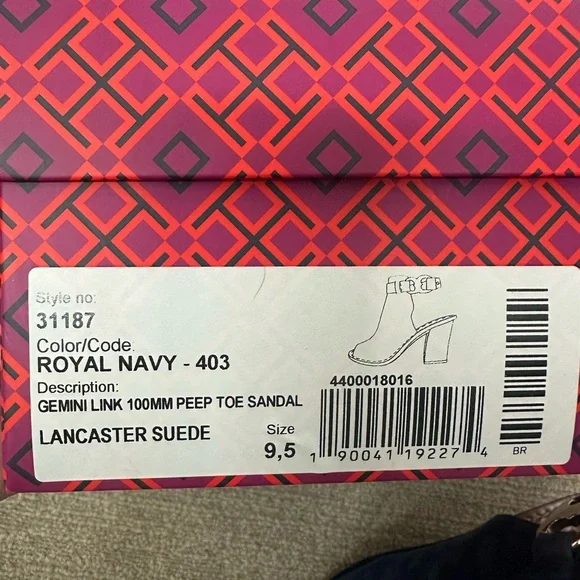 Style no:
31187
Color/Code.
ROYAL NAVY - 403
Description:
GEMINI LINK 100MM PEEP TOE SANDAL
LANCASTER SUEDE
Size
9,5
4400018016
1 90041 19227 4
BR